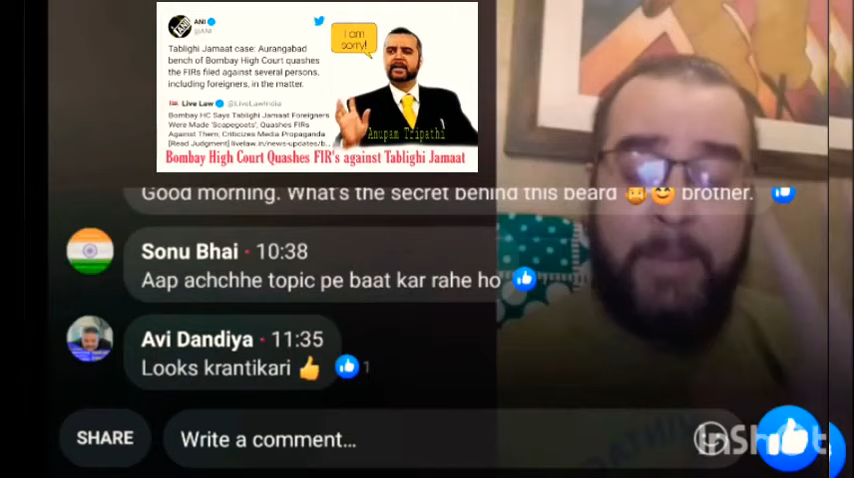 ANI
@ANI
Tablighi Jamaat case: Aurangabad
bench of Bombay High Court quashes
the FIRs filed against several persons,
including foreigners, in the matter.
Live Law @LiveLawIndia
Bombay HC Says Tablighi Jamaat Foreigners
Were Made 'Scapegoats', Quashes FIRs
Against Them; Criticizes Media Propaganda
[Read Judgment] livelaw.in/news-updates/b...
I am
sorry!
Anupam Tripathi
Bombay High Court Quashes FIR's against Tablighi Jamaat
Good morning. What's the secret behind this beard 😎 brother.
Sonu Bhai · 10:38
Aap achchhe topic pe baat kar rahe ho
Avi Dandiya · 11:35
Looks krantikari 👍 1
SHARE
Write a comment...
InShot